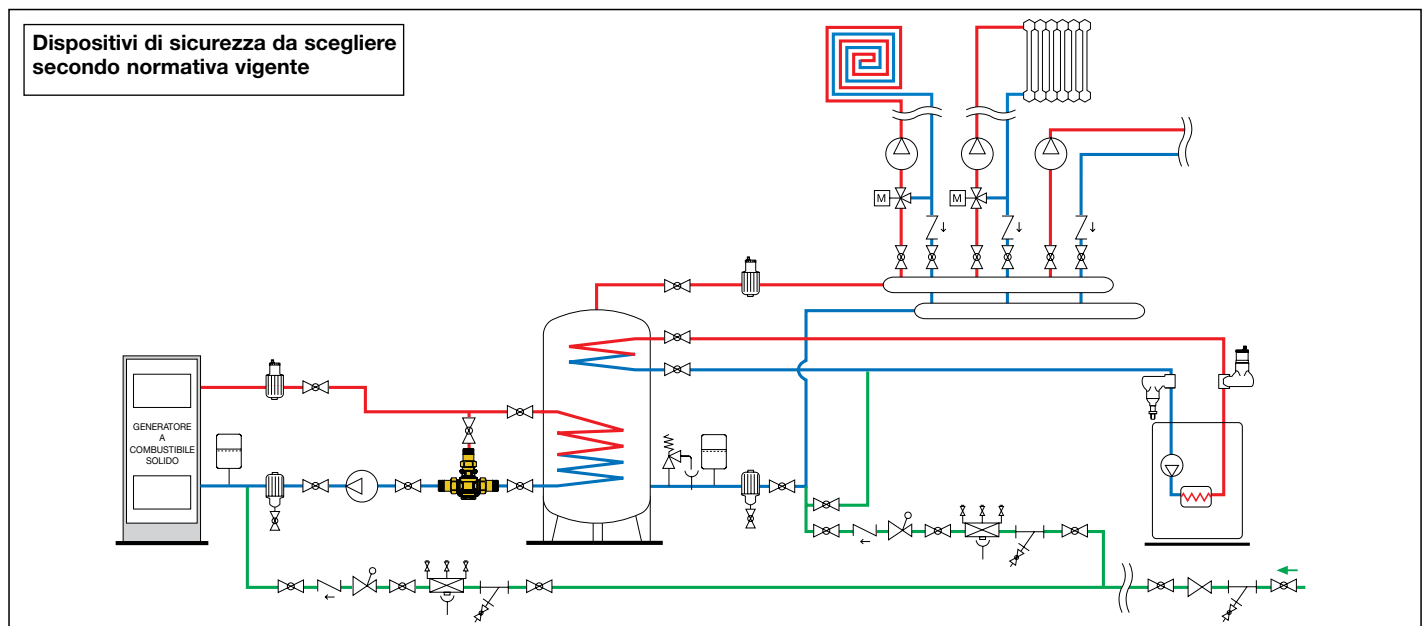 Dispositivi di sicurezza da scegliere
secondo normativa vigente
M
M
GENERATORE
A
COMBUSTIBILE
SOLIDO